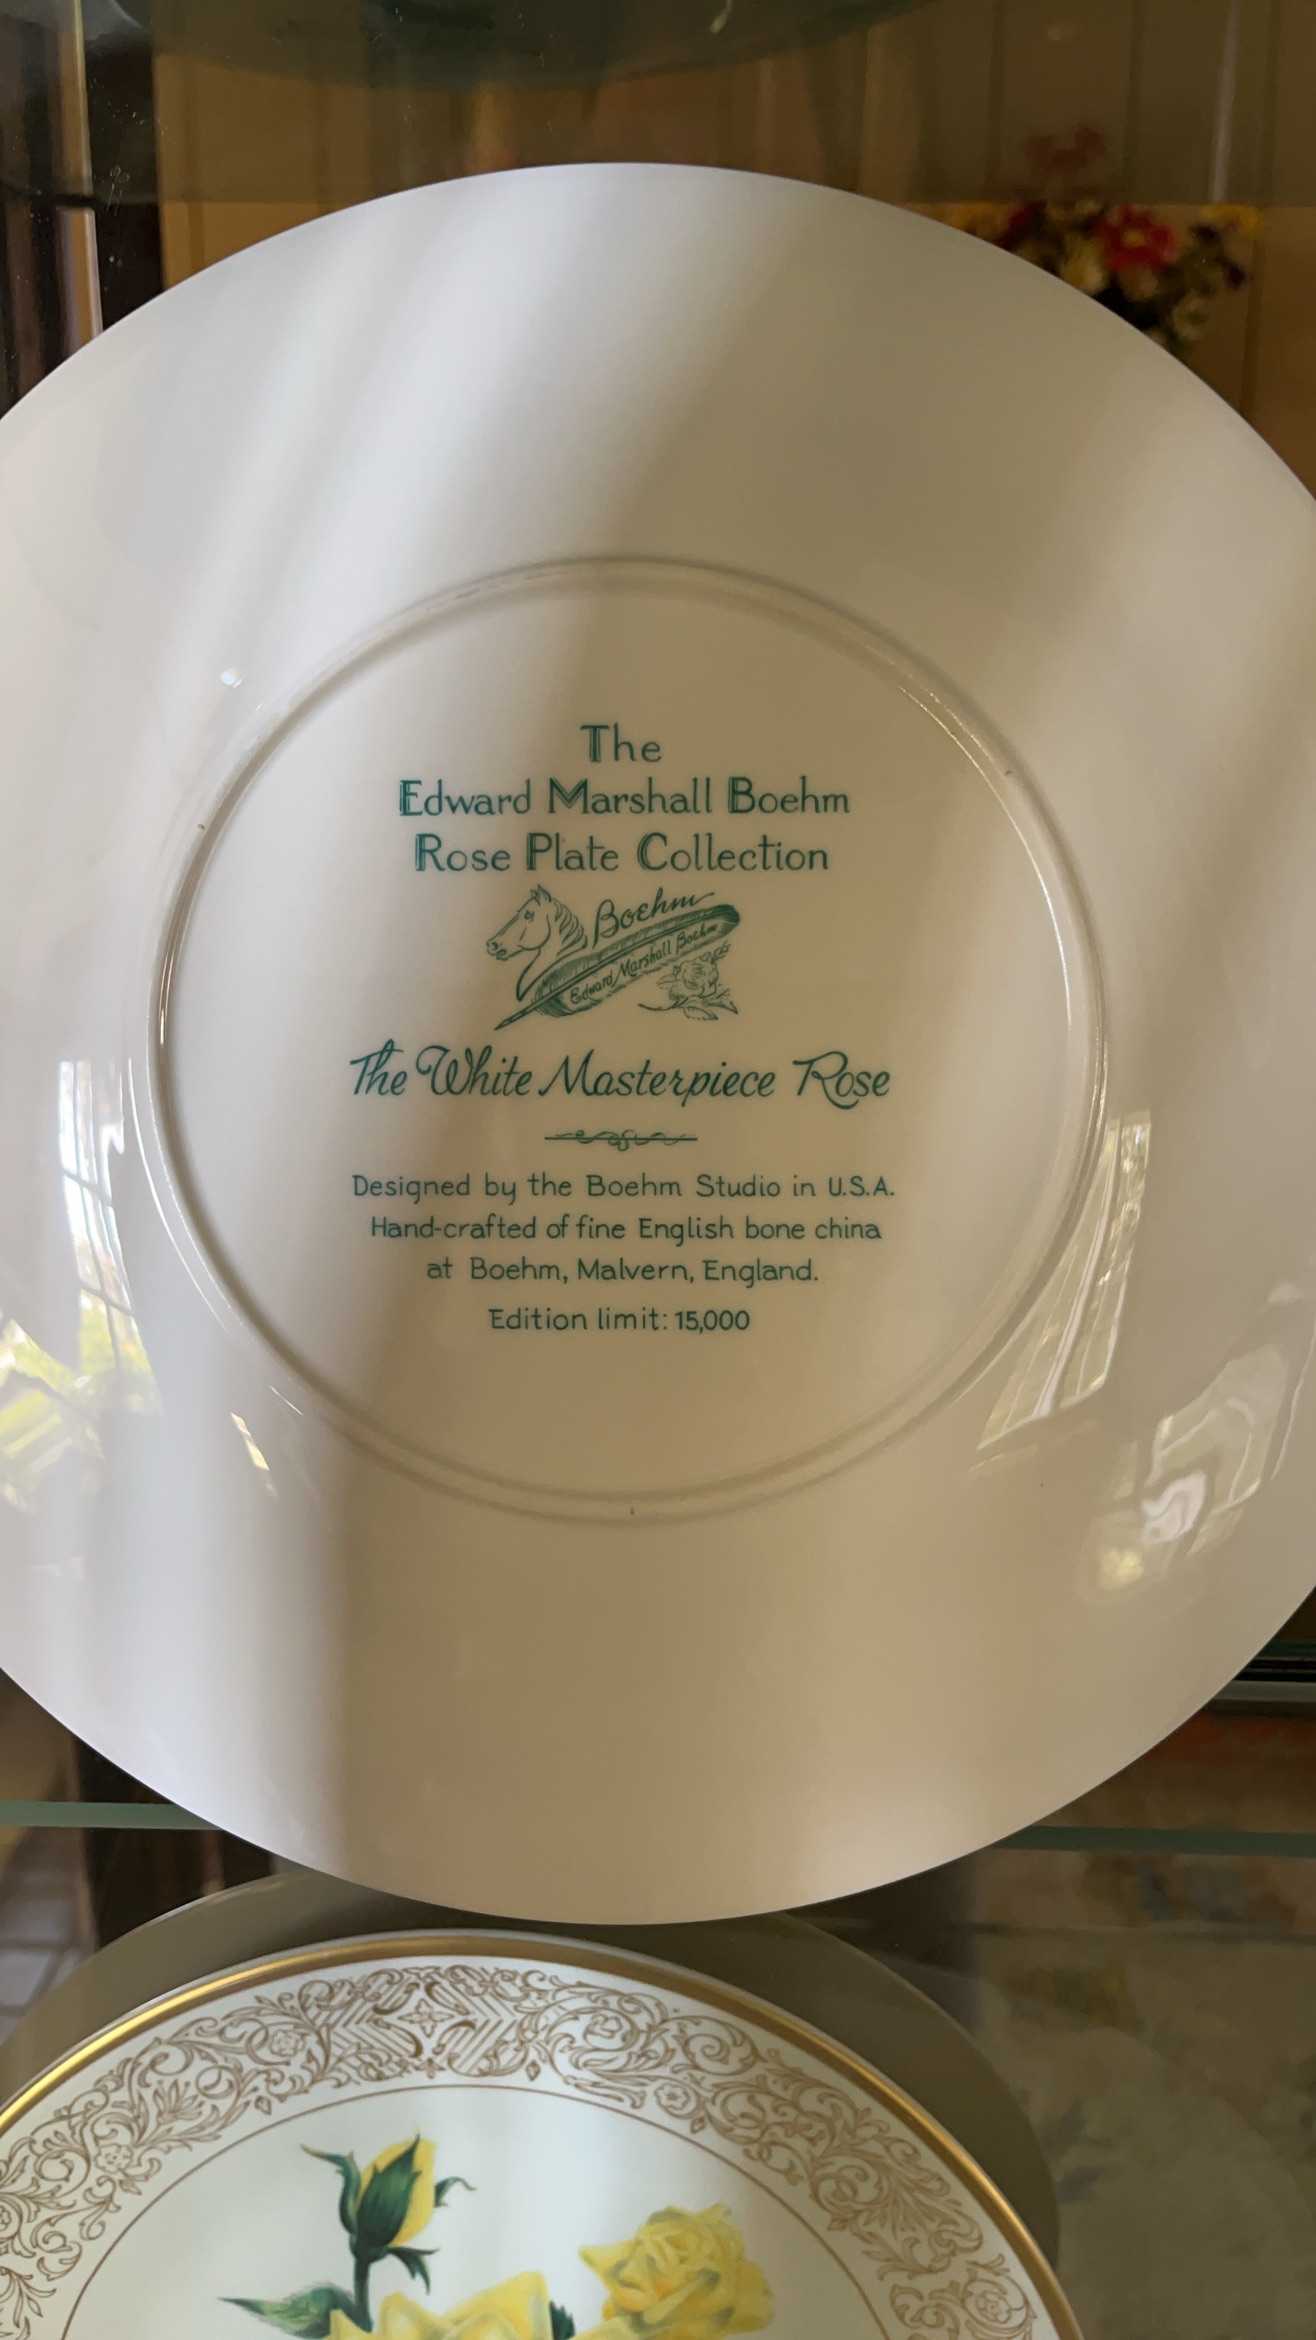 The
Edward Marshall Boehm
Rose Plate Collection
Boehm
Edward Marshall Boehm
The White Masterpiece Rose
Designed by the Boehm Studio in U.S.A.
Hand-crafted of fine English bone china
at Boehm, Malvern, England.
Edition limit: 15,000